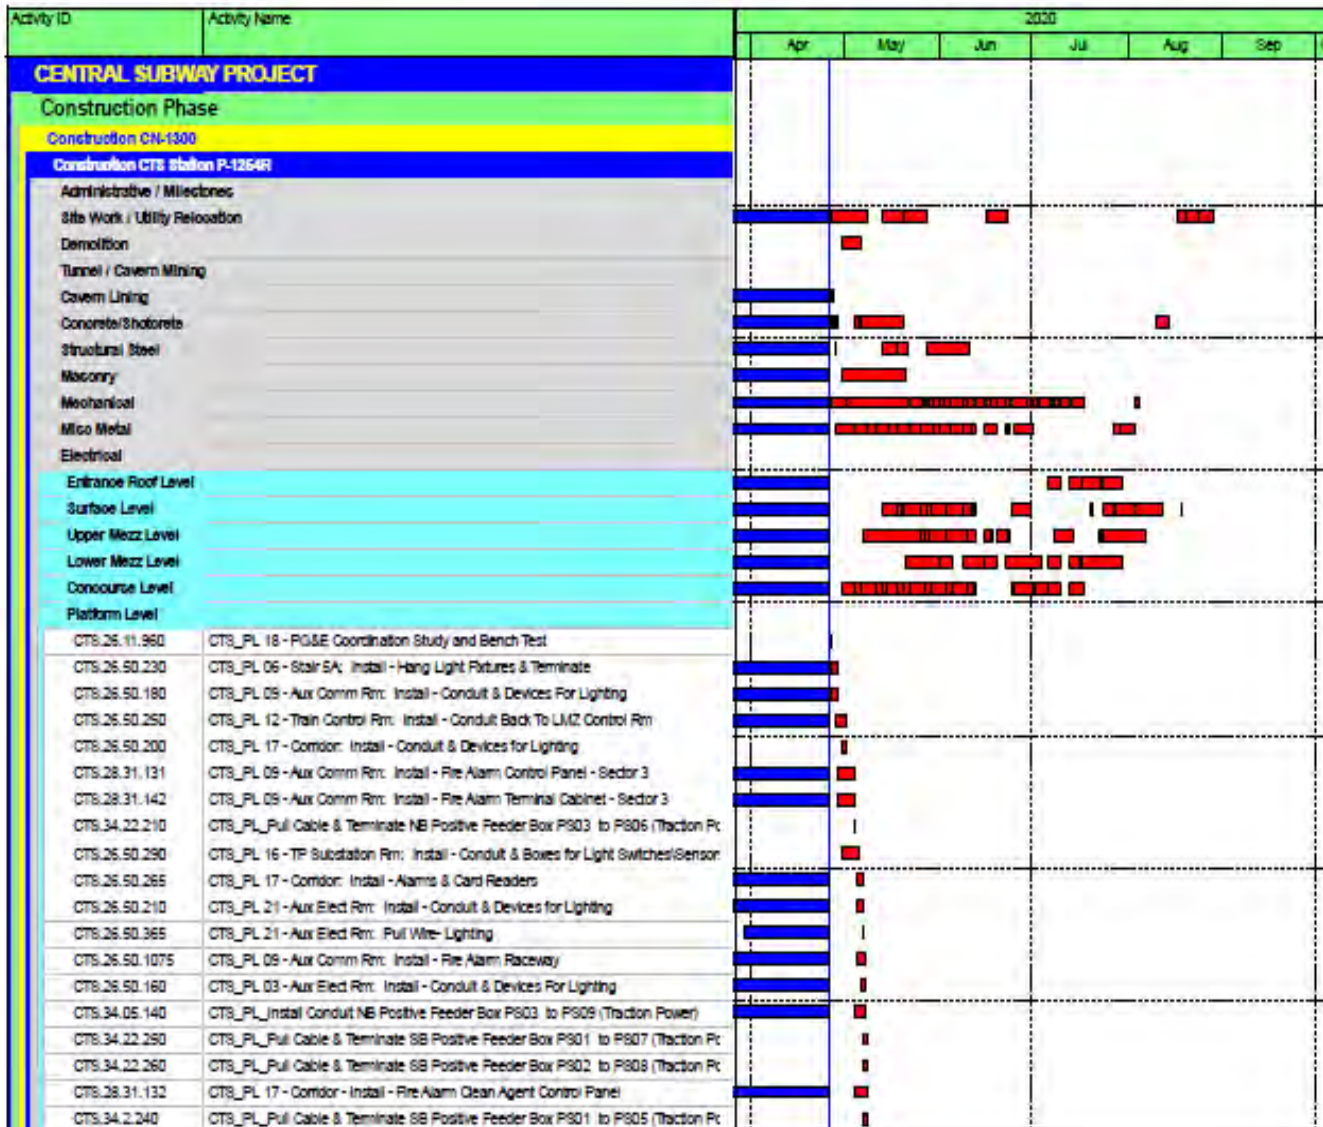 Activity ID Activity Name 2020
Apr May Jun Jul Aug Sep
CENTRAL SUBWAY PROJECT
Construction Phase
Construction CN-1300
Construction CTS Station P-1254R
Administrative / Milestones
Site Work / Utility Relocation
Demolition
Tunnel / Cavern Mining
Cavern Lining
Concrete/Shotcrete
Structural Steel
Masonry
Mechanical
Misc Metal
Electrical
Entrance Roof Level
Surface Level
Upper Mezz Level
Lower Mezz Level
Concourse Level
Platform Level
CTS.26.11.960 CTS_PL 18 - PG&E Coordination Study and Bench Test
CTS.26.50.230 CTS_PL 06 - Stair 5A: Install - Hang Light Fixtures & Terminate
CTS.26.50.180 CTS_PL 09 - Aux Comm Rm: Install - Conduit & Devices For Lighting
CTS.26.50.250 CTS_PL 12 - Train Control Rm: Install - Conduit Back To LMZ Control Rm
CTS.26.50.200 CTS_PL 17 - Corridor: Install - Conduit & Devices for Lighting
CTS.28.31.131 CTS_PL 09 - Aux Comm Rm: Install - Fire Alarm Control Panel - Sector 3
CTS.28.31.142 CTS_PL 09 - Aux Comm Rm: Install - Fire Alarm Terminal Cabinet - Sector 3
CTS.34.22.210 CTS_PL_Pull Cable & Terminate NB Positive Feeder Box PS03 to PS06 (Traction Pc
CTS.26.50.290 CTS_PL 16 - TP Substation Rm: Install - Conduit & Boxes for Light Switches\Sensor
CTS.26.50.265 CTS_PL 17 - Corridor: Install - Alarms & Card Readers
CTS.26.50.210 CTS_PL 21 - Aux Elect Rm: Install - Conduit & Devices for Lighting
CTS.26.50.365 CTS_PL 21 - Aux Elect Rm: Pull Wire- Lighting
CTS.26.50.1075 CTS_PL 09 - Aux Comm Rm: Install - Fire Alarm Raceway
CTS.26.50.160 CTS_PL 03 - Aux Elect Rm: Install - Conduit & Devices For Lighting
CTS.34.05.140 CTS_PL_Install Conduit NB Positive Feeder Box PS03 to PS09 (Traction Power)
CTS.34.22.250 CTS_PL_Pull Cable & Terminate SB Positive Feeder Box PS01 to PS07 (Traction Pc
CTS.34.22.260 CTS_PL_Pull Cable & Terminate SB Positive Feeder Box PS02 to PS08 (Traction Pc
CTS.28.31.132 CTS_PL 17 - Corridor - Install - Fire Alarm Clean Agent Control Panel
CTS.34.2.240 CTS_PL_Pull Cable & Terminate SB Positive Feeder Box PS01 to PS05 (Traction Pc